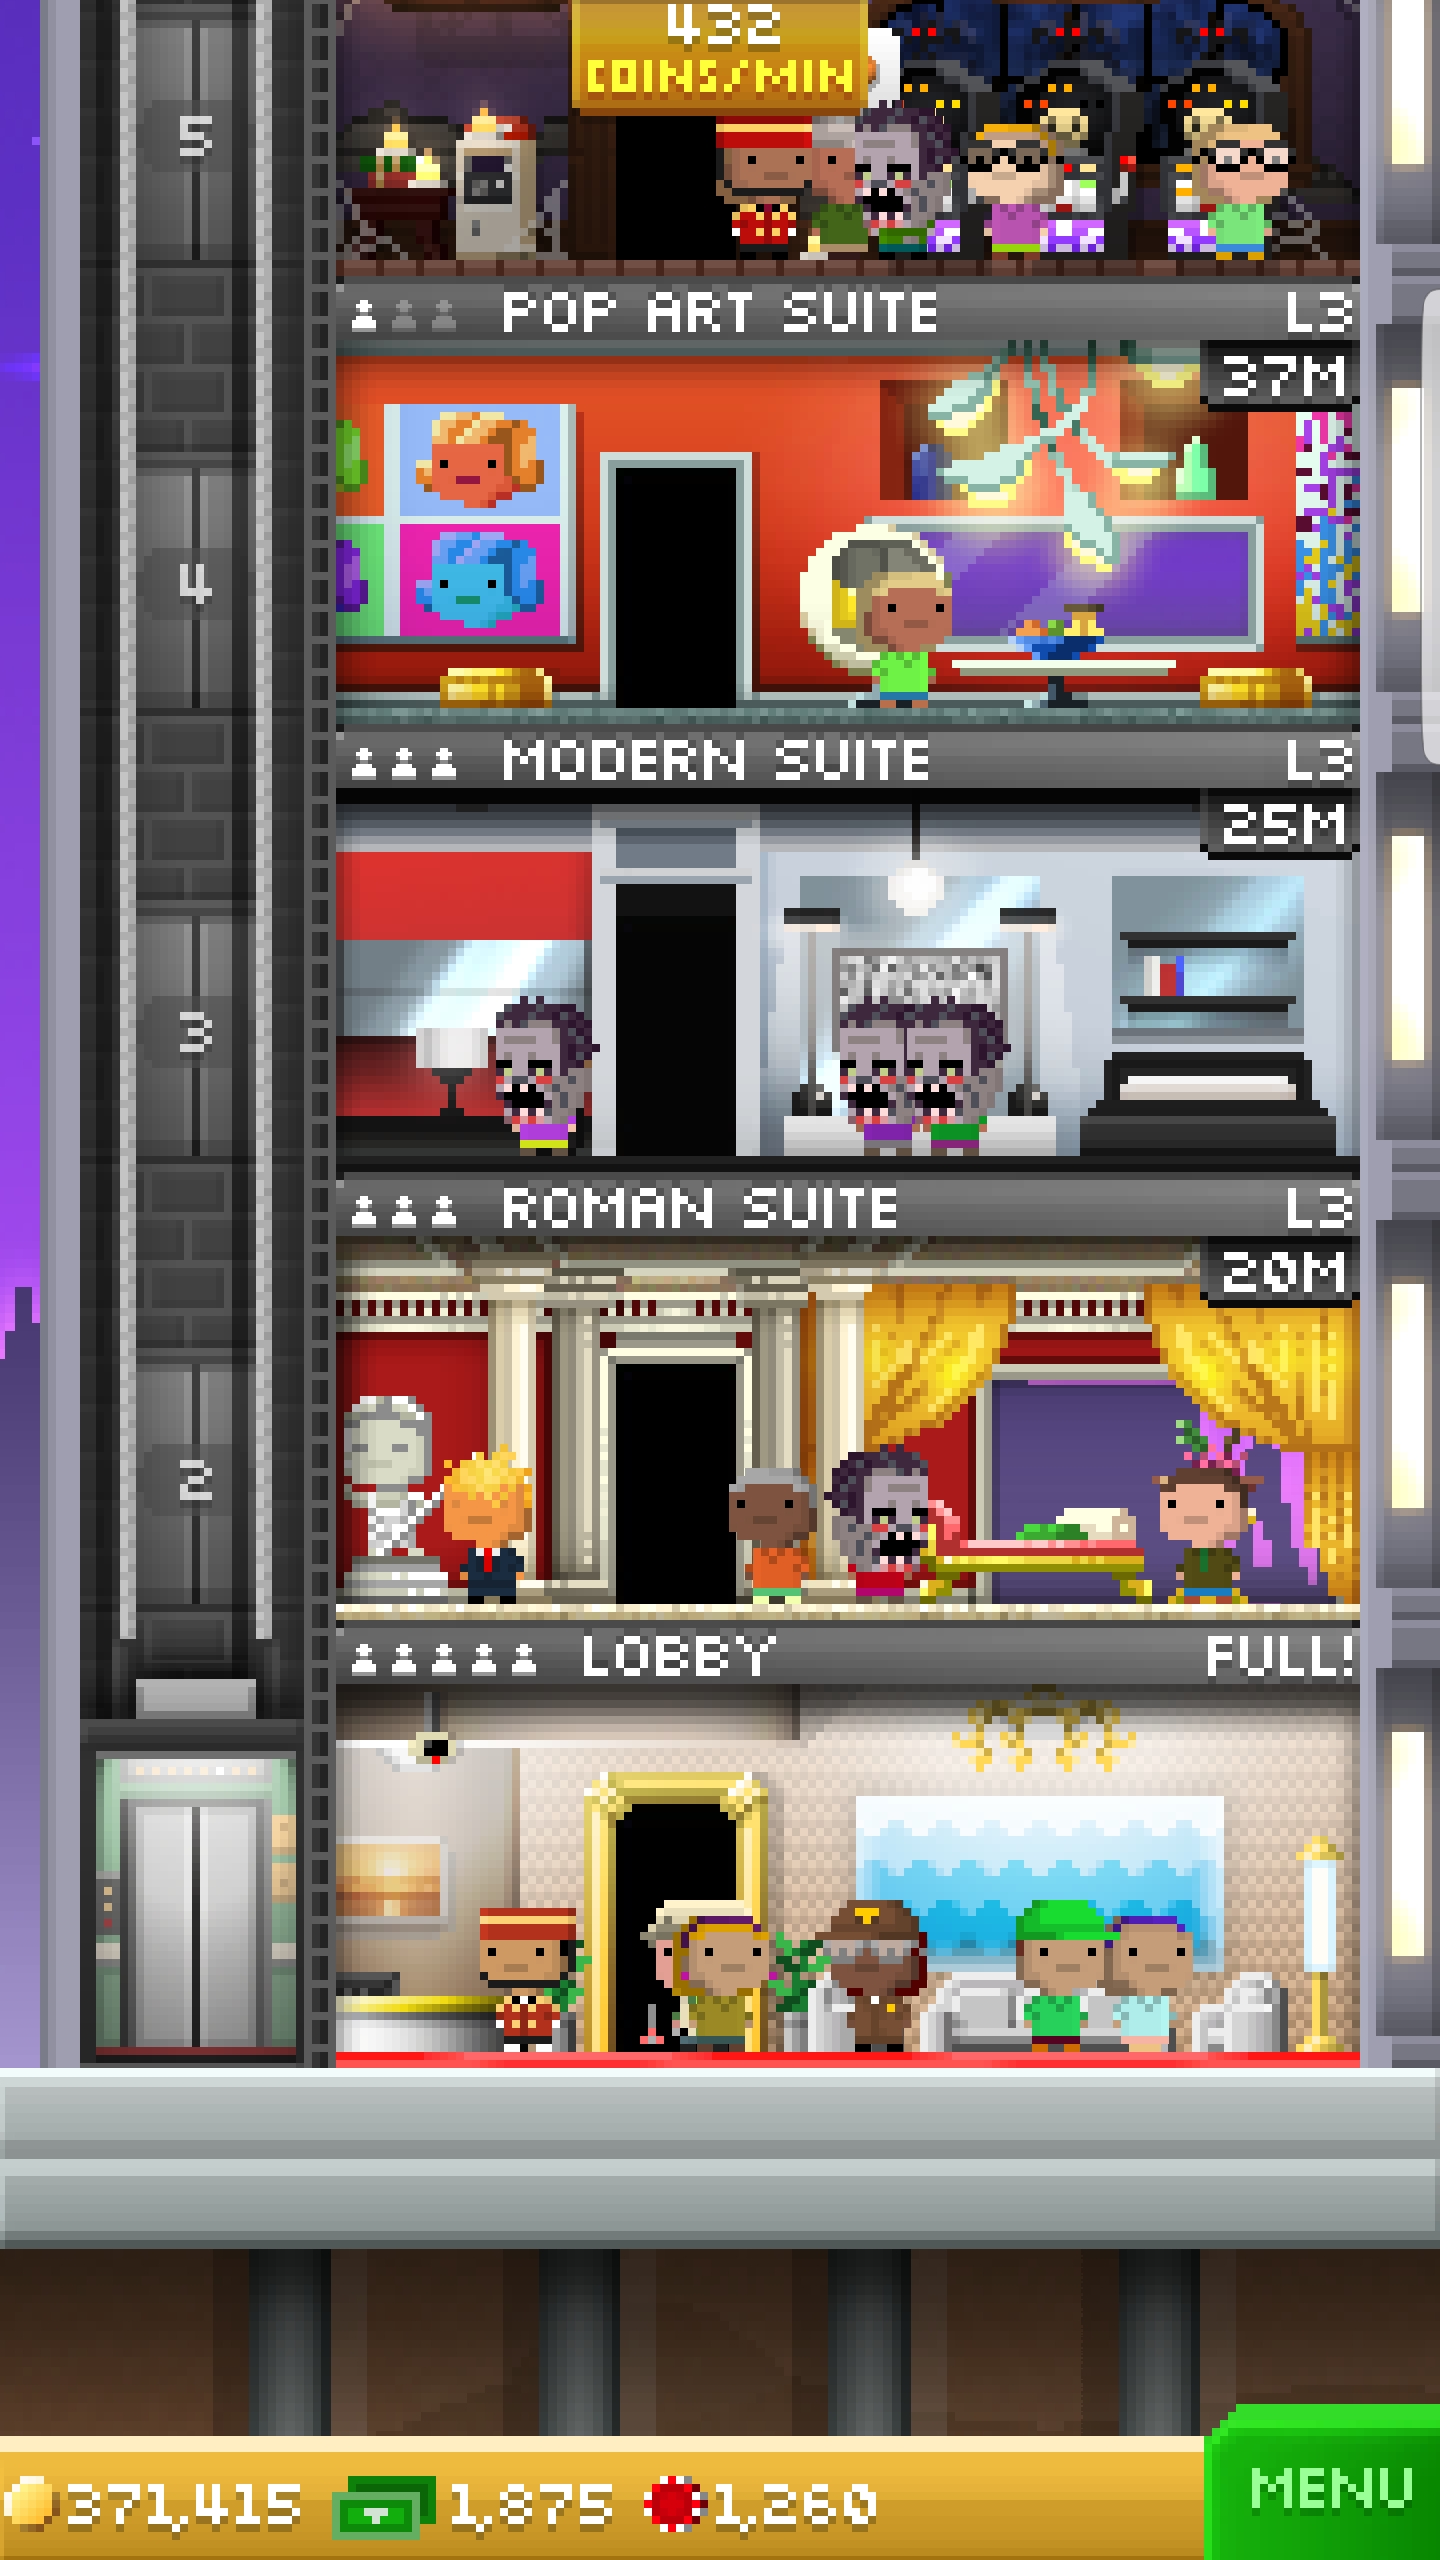 432
COINS/MIN
5
POP ART SUITE L3
37M
4
MODERN SUITE L3
25M
3
ROMAN SUITE L3
20M
2
LOBBY FULL!
371,415 1,875 1,260 MENU